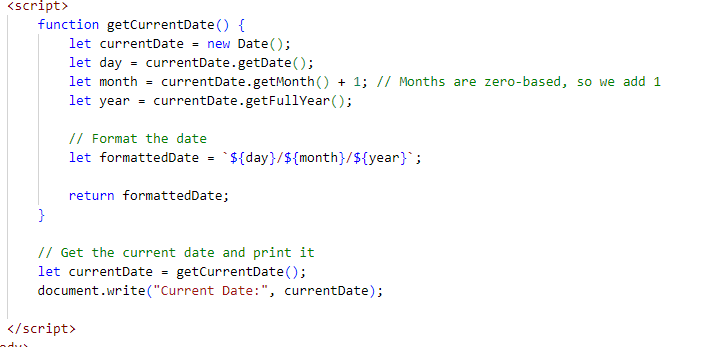 <script>
function getCurrentDate() {
let currentDate = new Date();
let day = currentDate.getDate();
let month = currentDate.getMonth() + 1; // Months are zero-based, so we add 1
let year = currentDate.getFullYear();
// Format the date
let formattedDate = `${day}/${month}/${year}`;
return formattedDate;
}
// Get the current date and print it
let currentDate = getCurrentDate();
document.write("Current Date:", currentDate);
</script>